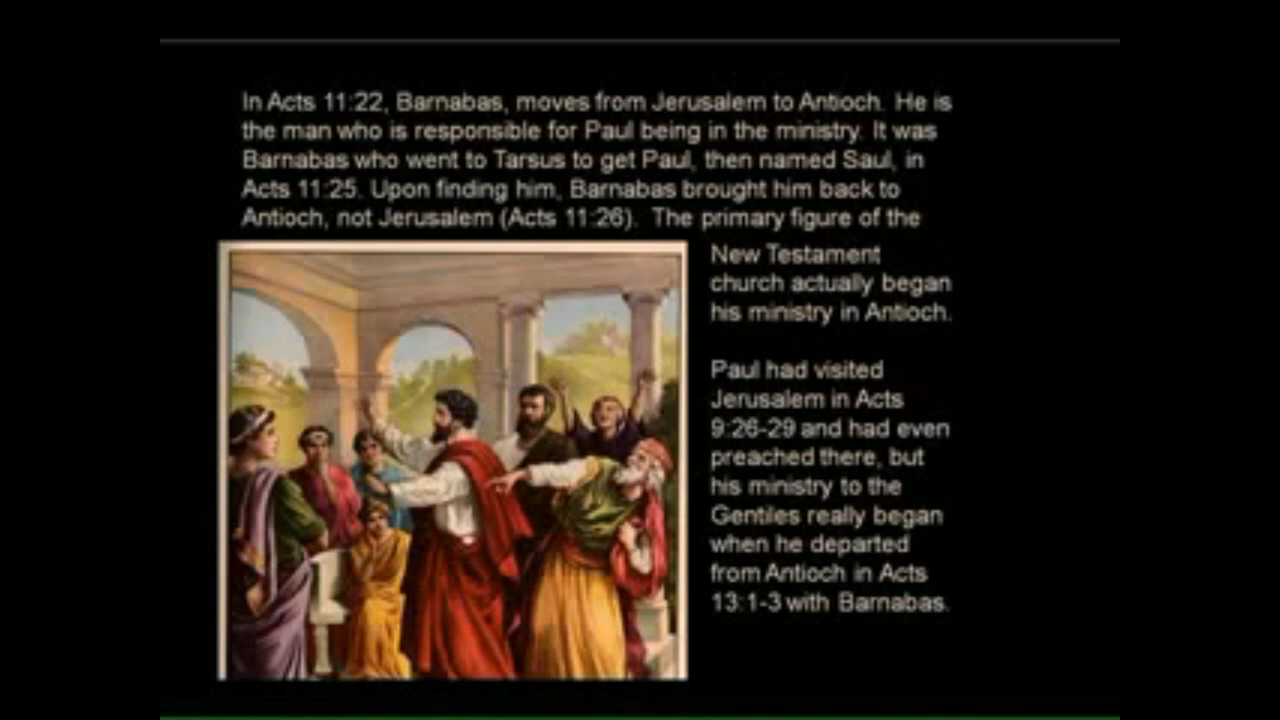 In Acts 11:22, Barnabas, moves from Jerusalem to Antioch. He is
the man who is responsible for Paul being in the ministry. It was
Barnabas who went to Tarsus to get Paul, then named Saul, in
Acts 11:25. Upon finding him, Barnabas brought him back to
Antioch, not Jerusalem (Acts 11:26). The primary figure of the
New Testament
church actually began
his ministry in Antioch.
Paul had visited
Jerusalem in Acts
9:26-29 and had even
preached there, but
his ministry to the
Gentiles really began
when he departed
from Antioch in Acts
13:1-3 with Barnabas.